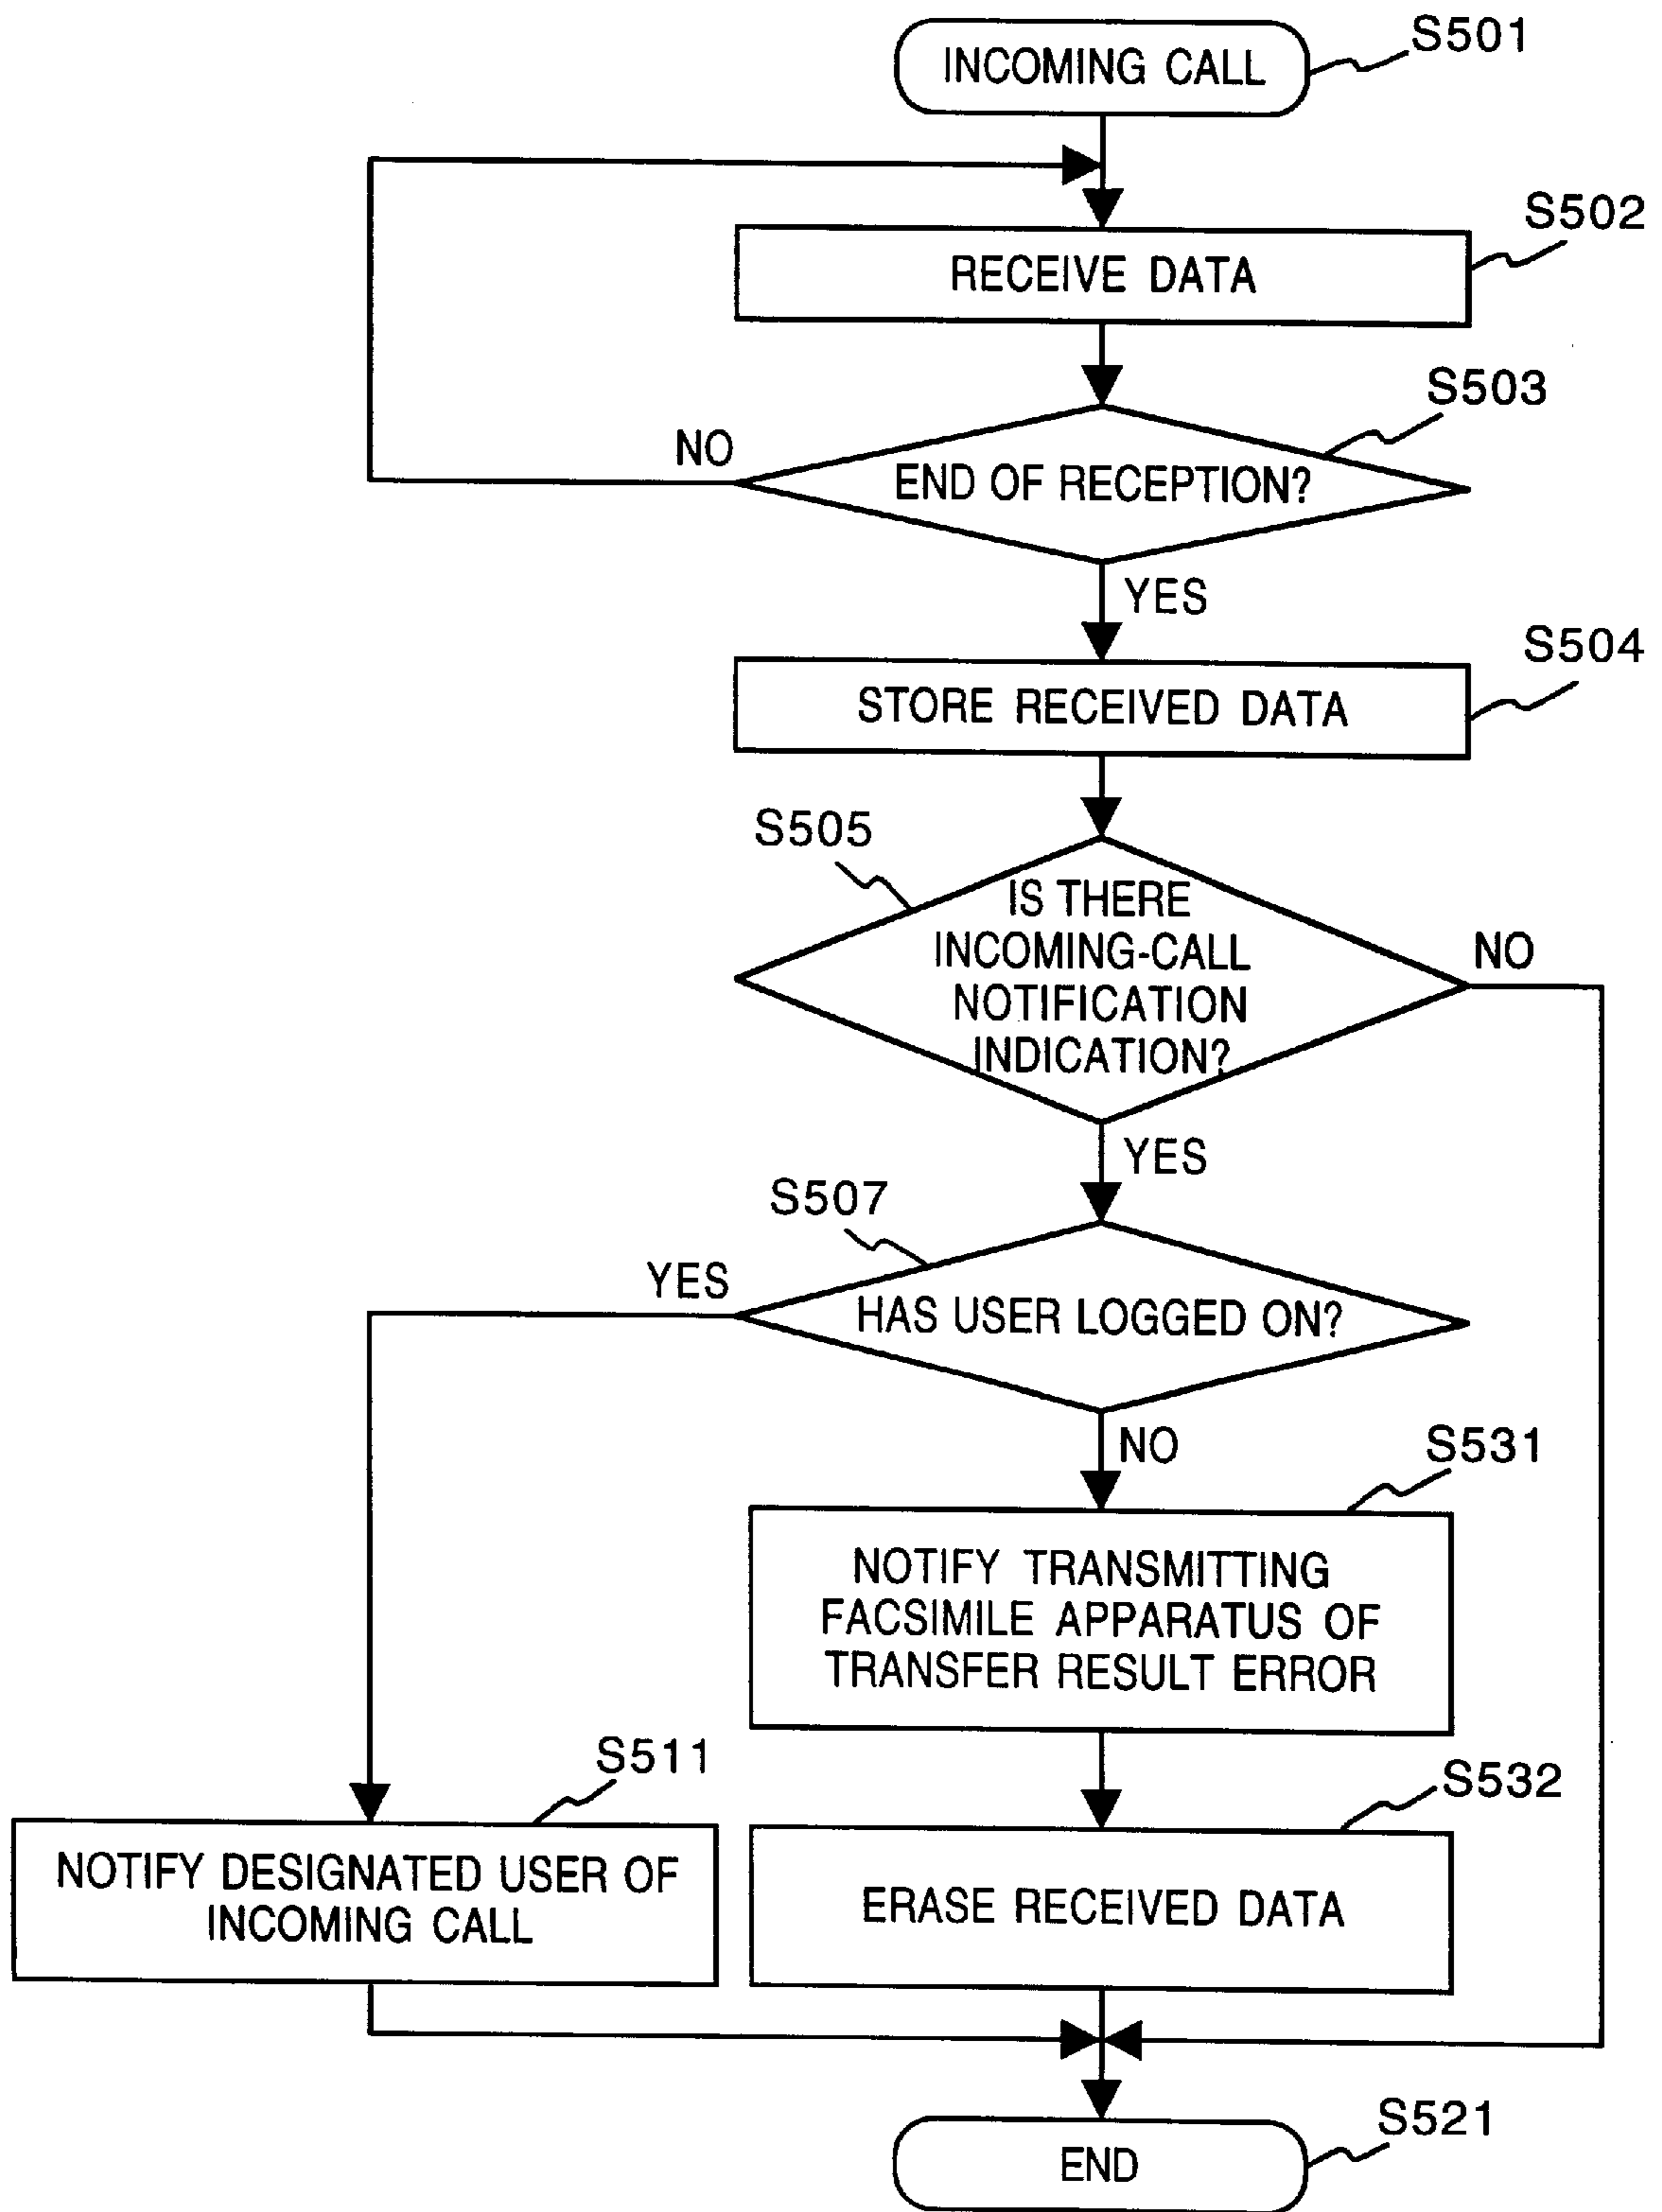 S501
INCOMING CALL
S502
RECEIVE DATA
S503
NO
END OF RECEPTION?
YES
S504
STORE RECEIVED DATA
S505
IS THERE
INCOMING-CALL
NOTIFICATION
INDICATION?
NO
YES
S507
YES
HAS USER LOGGED ON?
NO
S531
NOTIFY TRANSMITTING
FACSIMILE APPARATUS OF
TRANSFER RESULT ERROR
S511
NOTIFY DESIGNATED USER OF
INCOMING CALL
S532
ERASE RECEIVED DATA
S521
END